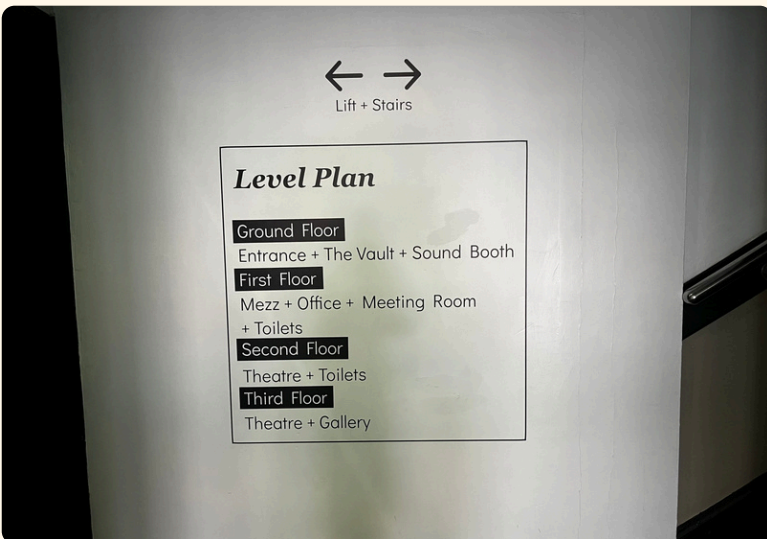 ← →
Lift + Stairs
Level Plan
Ground Floor
Entrance + The Vault + Sound Booth
First Floor
Mezz + Office + Meeting Room
+ Toilets
Second Floor
Theatre + Toilets
Third Floor
Theatre + Gallery